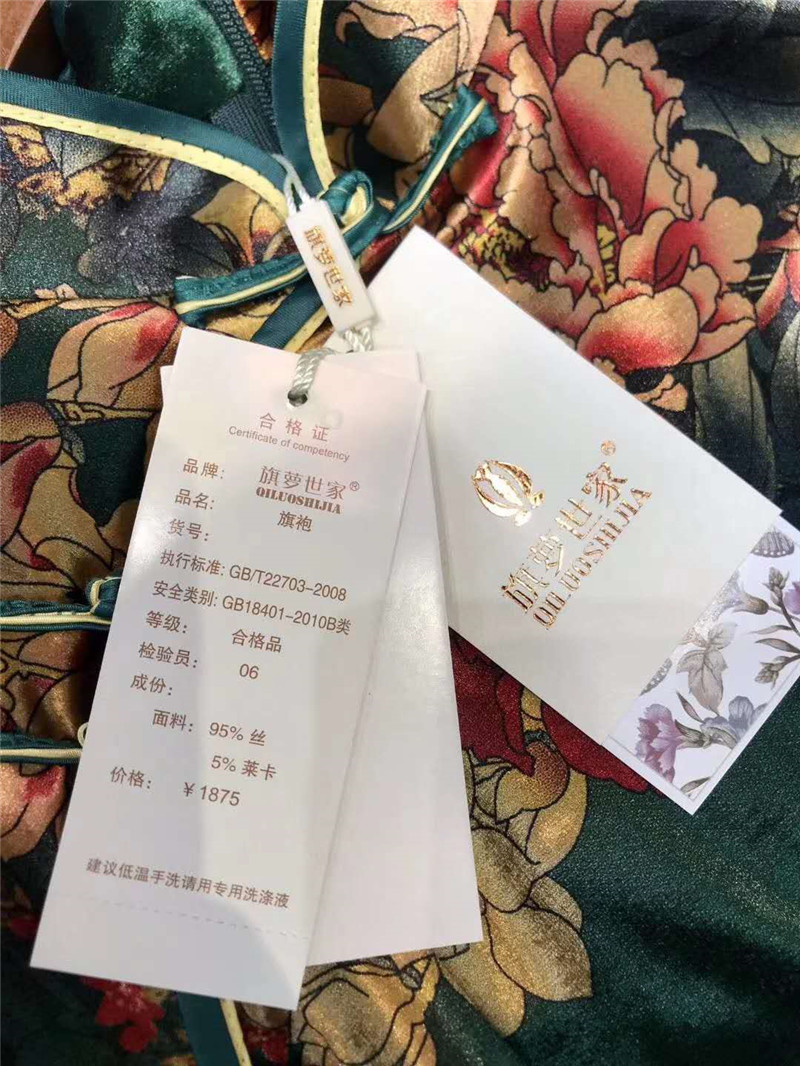 旗萝世家
合格证
Certificate of competency
品牌: 旗萝世家®
QILUOSHIJIA
品名: 旗袍
货号:
执行标准: GB/T22703-2008
安全类别: GB18401-2010B类
等级: 合格品
检验员: 06
成份:
面料: 95% 丝
5% 莱卡
价格: ￥1875
建议低温手洗请用专用洗涤液
旗萝世家®
QILUOSHIJIA